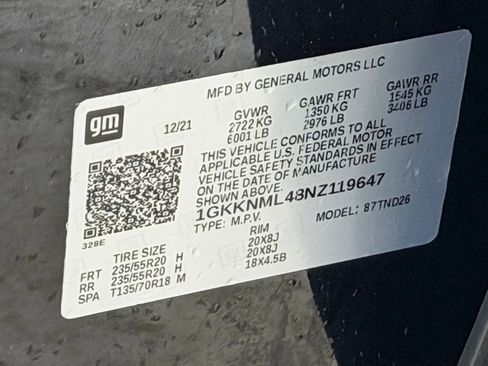 MFD BY GENERAL MOTORS LLC
gm
12/21
GVWR GAWR FRT GAWR RR
2722 KG 1350 KG 1545 KG
6001 LB 2976 LB 3406 LB
THIS VEHICLE CONFORMS TO ALL
APPLICABLE U.S. FEDERAL MOTOR
VEHICLE SAFETY STANDARDS IN EFFECT
ON THE DATE OF MANUFACTURE
SHOWN ABOVE.
1GKKNML48NZ119647
TYPE: M.P.V. MODEL: 87TND26
328E
TIRE SIZE RIM
FRT 235/55R20 H 20X8J
RR 235/55R20 H 20X8J
SPA T135/70R18 M 18X4.5B